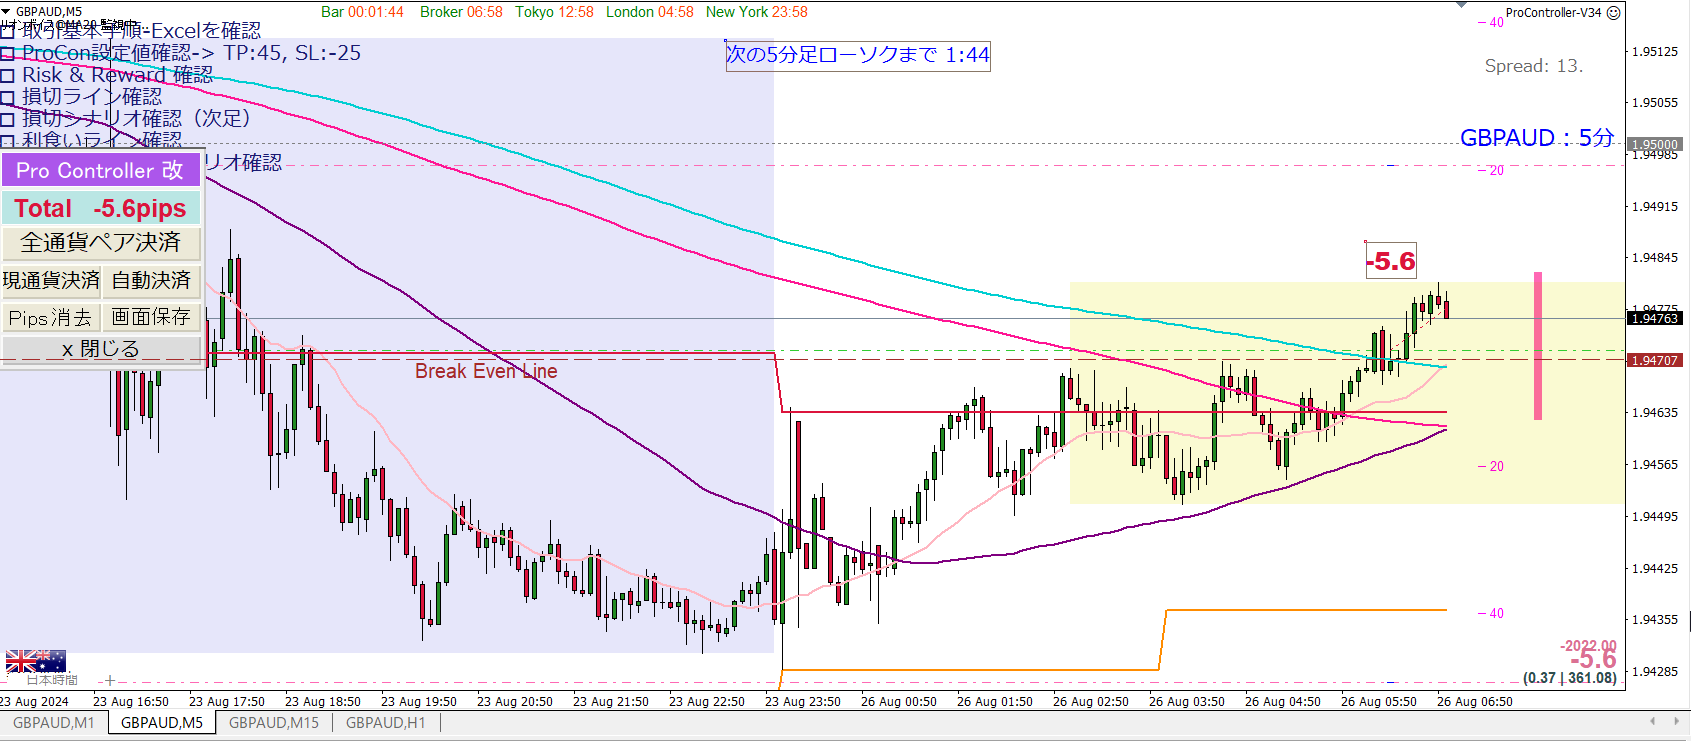 GBPAUD,M5
Bar 00:01:44 Broker 06:58 Tokyo 12:58 London 04:58 New York 23:58
ProController-V34
取引基本手順-Excelを確認
ProCon設定値確認-> TP:45, SL:-25
Risk & Reward 確認
損切ライン確認
損切シナリオ確認（次足）
利食いライン確認
リオ確認
次の5分足ローソクまで 1:44
Spread: 13.
GBPAUD：5分
Pro Controller 改
Total -5.6pips
全通貨ペア決済
現通貨決済 自動決済
Pips消去 画面保存
x 閉じる
Break Even Line
-5.6
40
20
20
40
1.95125
1.95055
1.95000
1.94985
1.94915
1.94845
1.94775
1.94763
1.94707
1.94635
1.94565
1.94495
1.94425
1.94355
1.94285
-2022.00
-5.6
(0.37 | 361.08)
日本時間
23 Aug 2024 23 Aug 16:50 23 Aug 17:50 23 Aug 18:50 23 Aug 19:50 23 Aug 20:50 23 Aug 21:50 23 Aug 22:50 23 Aug 23:50 26 Aug 00:50 26 Aug 01:50 26 Aug 02:50 26 Aug 03:50 26 Aug 04:50 26 Aug 05:50 26 Aug 06:50
GBPAUD,M1 GBPAUD,M5 GBPAUD,M15 GBPAUD,H1